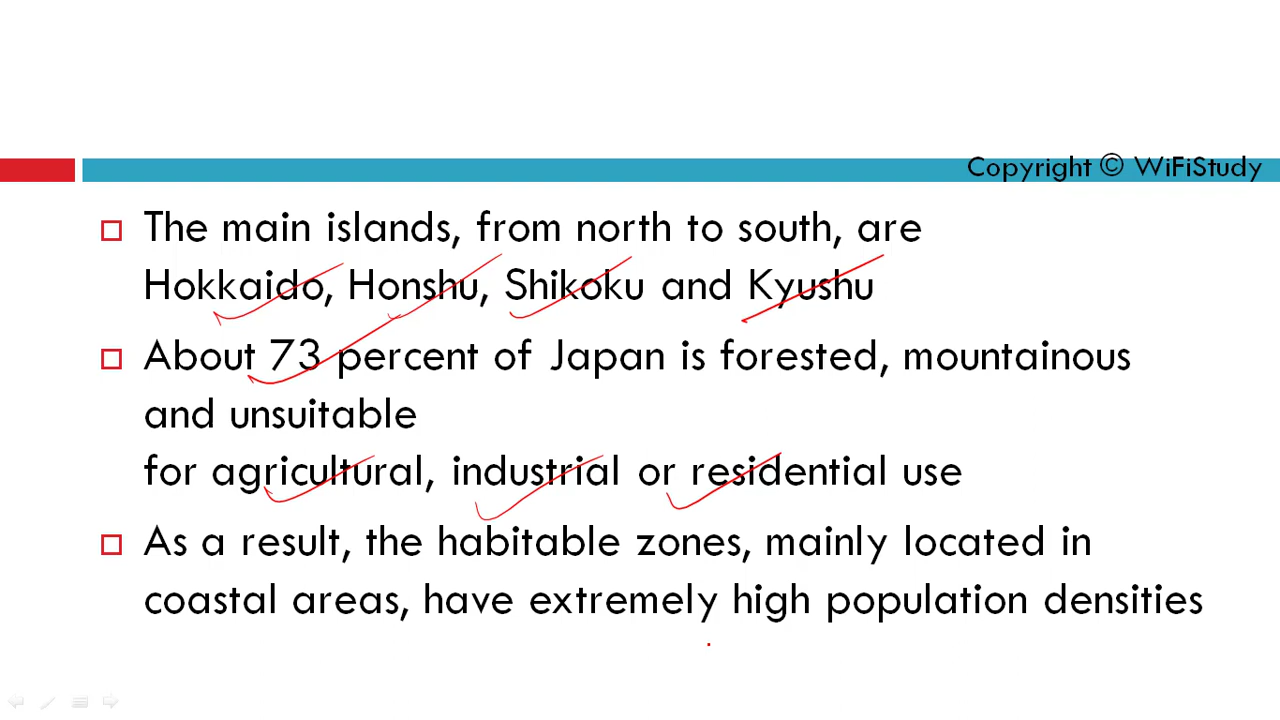 Copyright © WiFiStudy
The main islands, from north to south, are
Hokkaido, Honshu, Shikoku and Kyushu
About 73 percent of Japan is forested, mountainous
and unsuitable
for agricultural, industrial or residential use
As a result, the habitable zones, mainly located in
coastal areas, have extremely high population densities